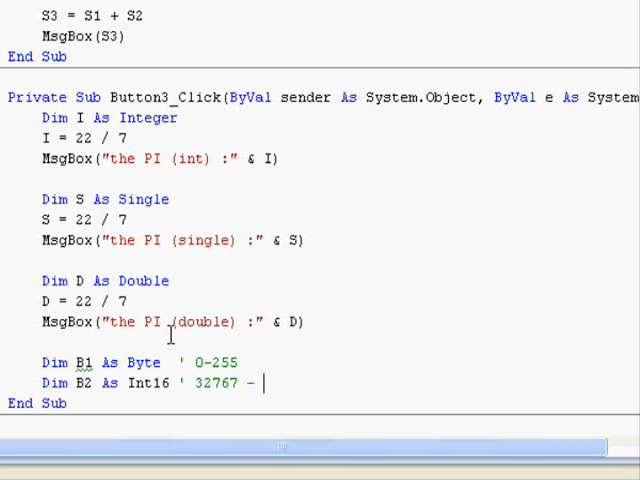 S3 = S1 + S2
MsgBox(S3)
End Sub
Private Sub Button3_Click(ByVal sender As System.Object, ByVal e As System
Dim I As Integer
I = 22 / 7
MsgBox("the PI (int) :" & I)
Dim S As Single
S = 22 / 7
MsgBox("the PI (single) :" & S)
Dim D As Double
D = 22 / 7
MsgBox("the PI (double) :" & D)
Dim B1 As Byte ' 0-255
Dim B2 As Int16 ' 32767 -
End Sub